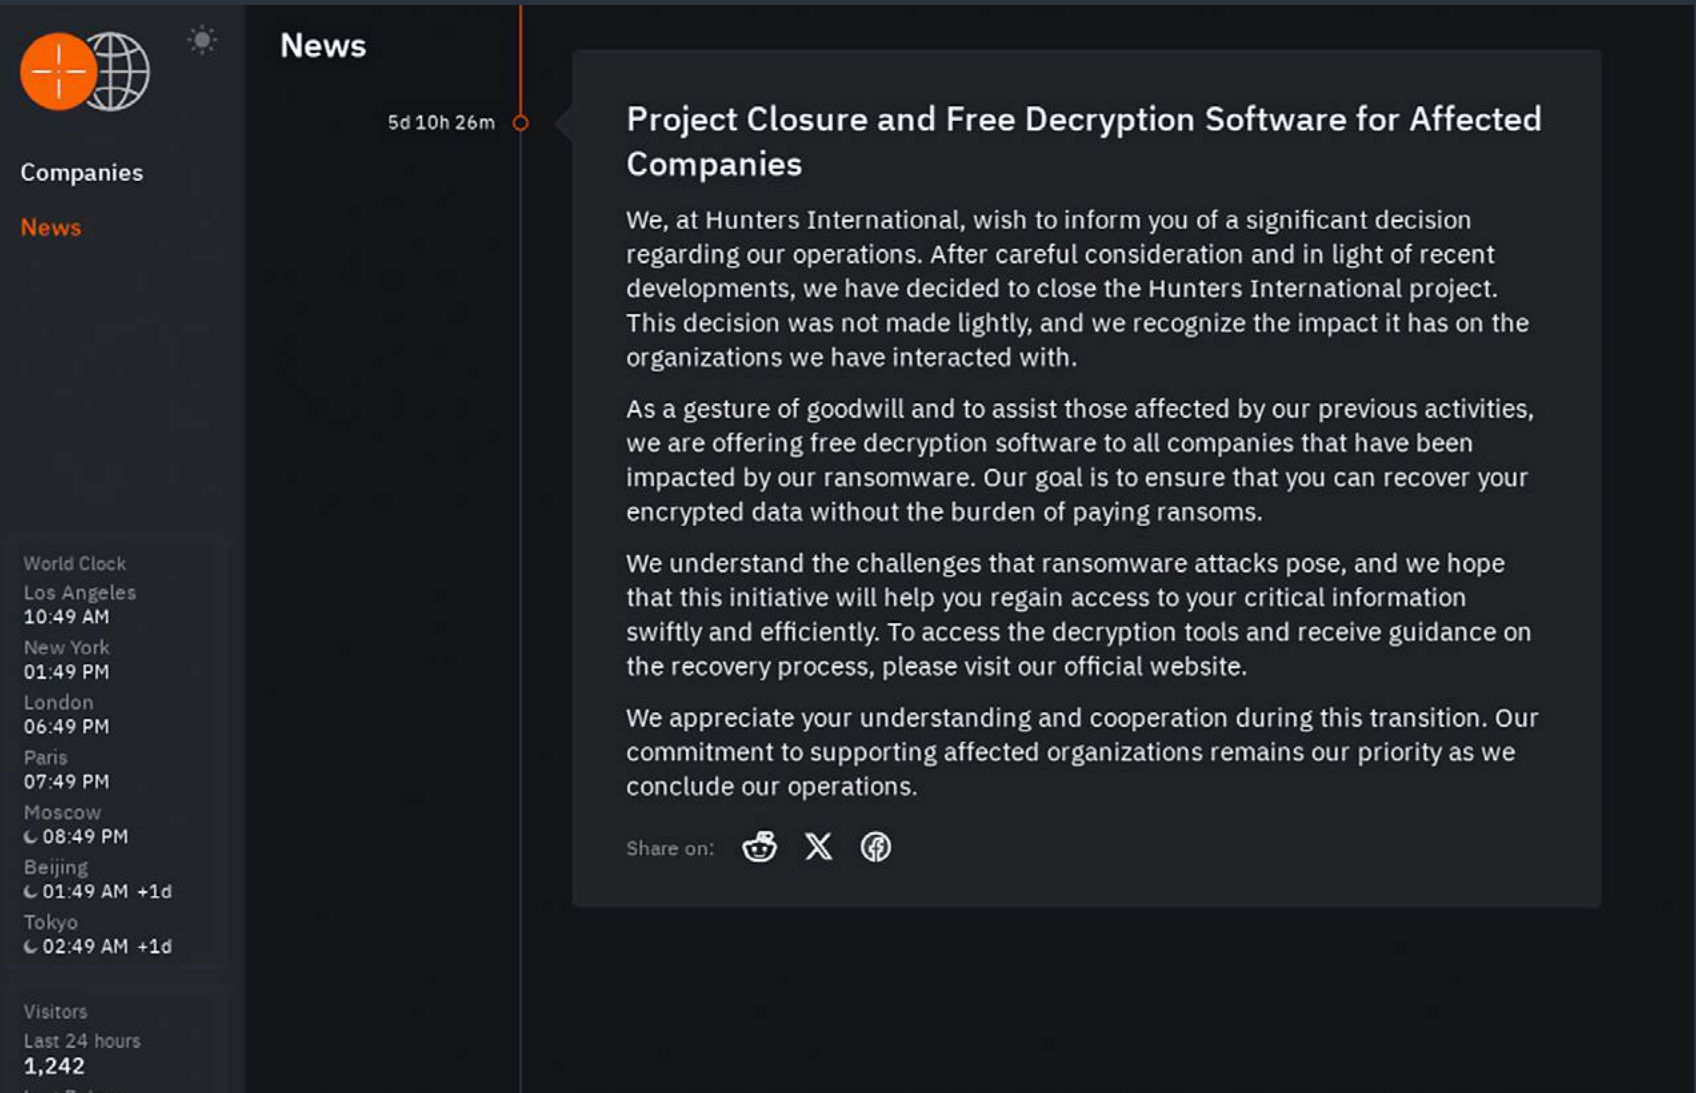 News
Companies
News
World Clock
Los Angeles
10:49 AM
New York
01:49 PM
London
06:49 PM
Paris
07:49 PM
Moscow
08:49 PM
Beijing
01:49 AM +1d
Tokyo
02:49 AM +1d
Visitors
Last 24 hours
1,242
5d 10h 26m
Project Closure and Free Decryption Software for Affected
Companies
We, at Hunters International, wish to inform you of a significant decision
regarding our operations. After careful consideration and in light of recent
developments, we have decided to close the Hunters International project.
This decision was not made lightly, and we recognize the impact it has on the
organizations we have interacted with.
As a gesture of goodwill and to assist those affected by our previous activities,
we are offering free decryption software to all companies that have been
impacted by our ransomware. Our goal is to ensure that you can recover your
encrypted data without the burden of paying ransoms.
We understand the challenges that ransomware attacks pose, and we hope
that this initiative will help you regain access to your critical information
swiftly and efficiently. To access the decryption tools and receive guidance on
the recovery process, please visit our official website.
We appreciate your understanding and cooperation during this transition. Our
commitment to supporting affected organizations remains our priority as we
conclude our operations.
Share on: